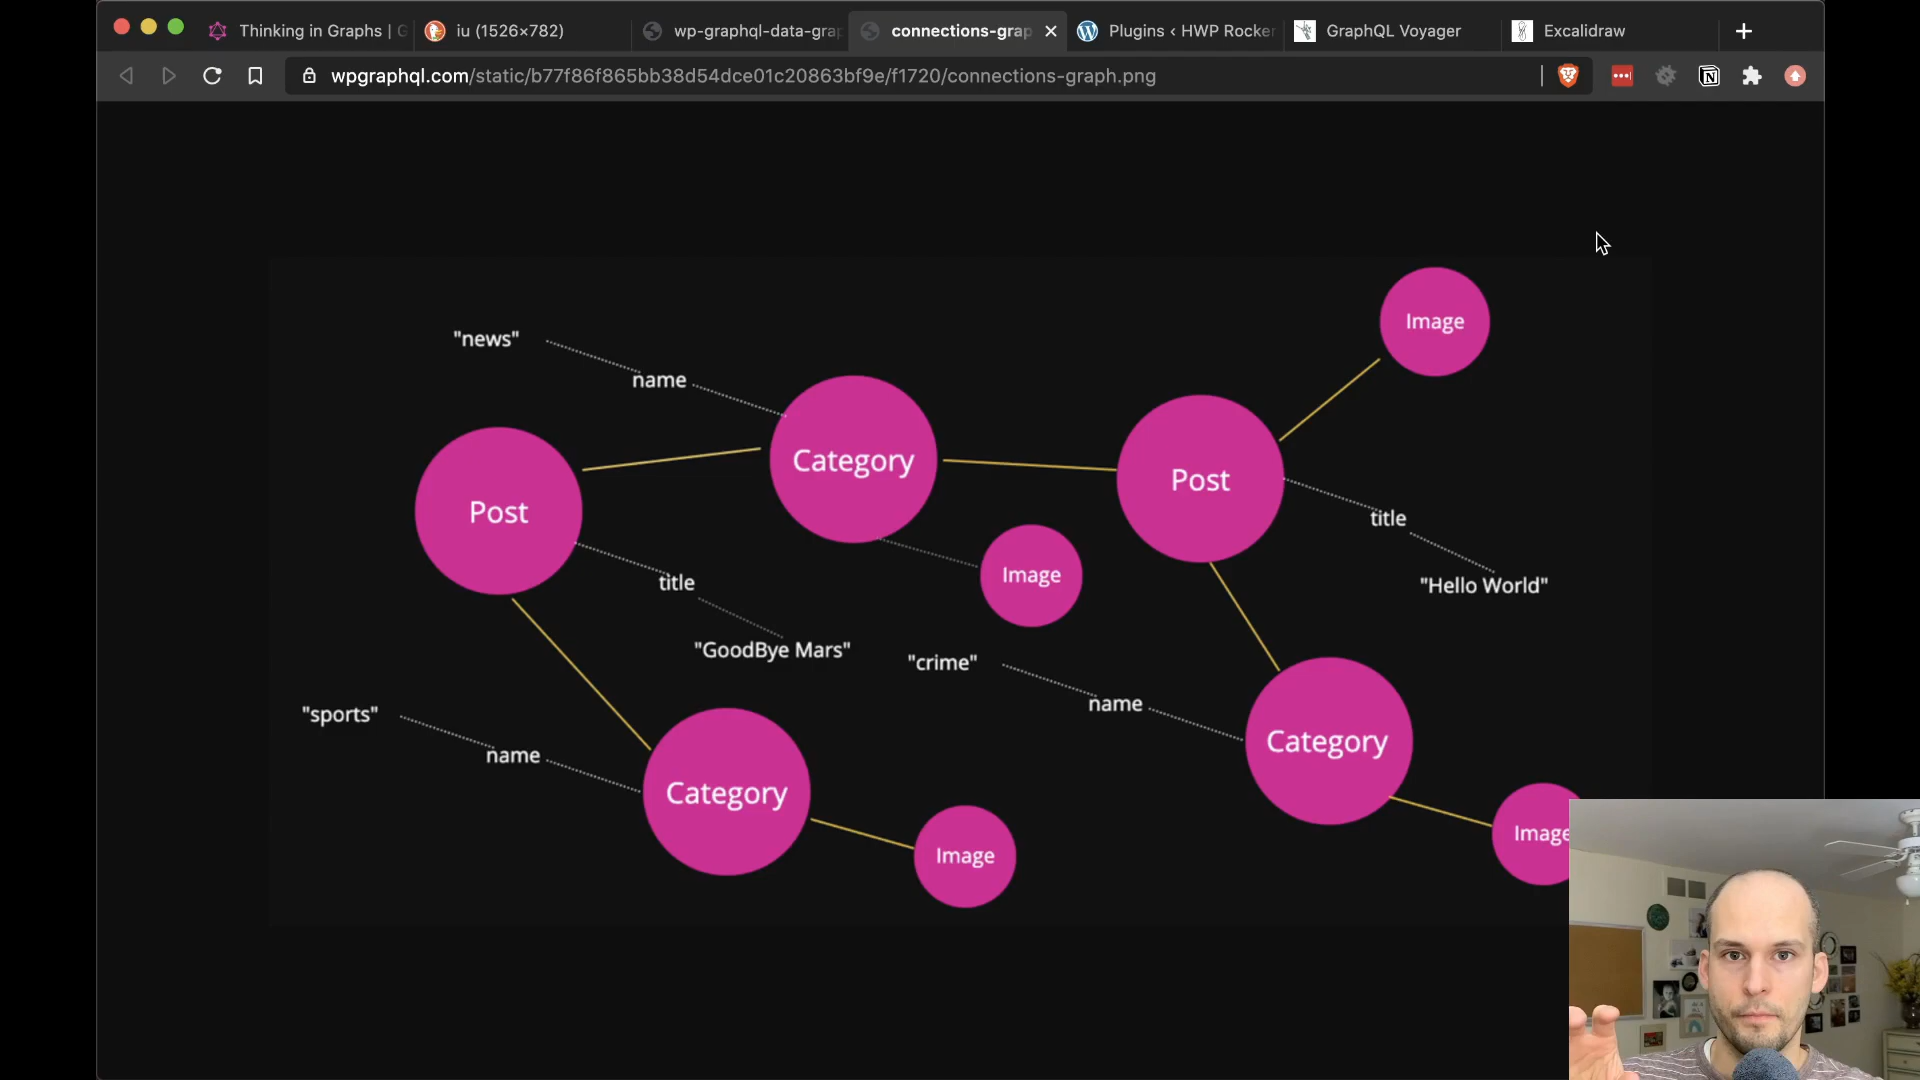 Thinking in Graphs | G
iu (1526×782)
wp-graphql-data-gra
connections-grap
Plugins ‹ HWP Rocker
GraphQL Voyager
Excalidraw
wpgraphql.com/static/b77f86f865bb38d54dce01c20863bf9e/f1720/connections-graph.png
Image
"news"
name
Category
Post
Post
title
Image
"Hello World"
title
"GoodBye Mars"
"crime"
name
"sports"
Category
name
Category
Image
Image